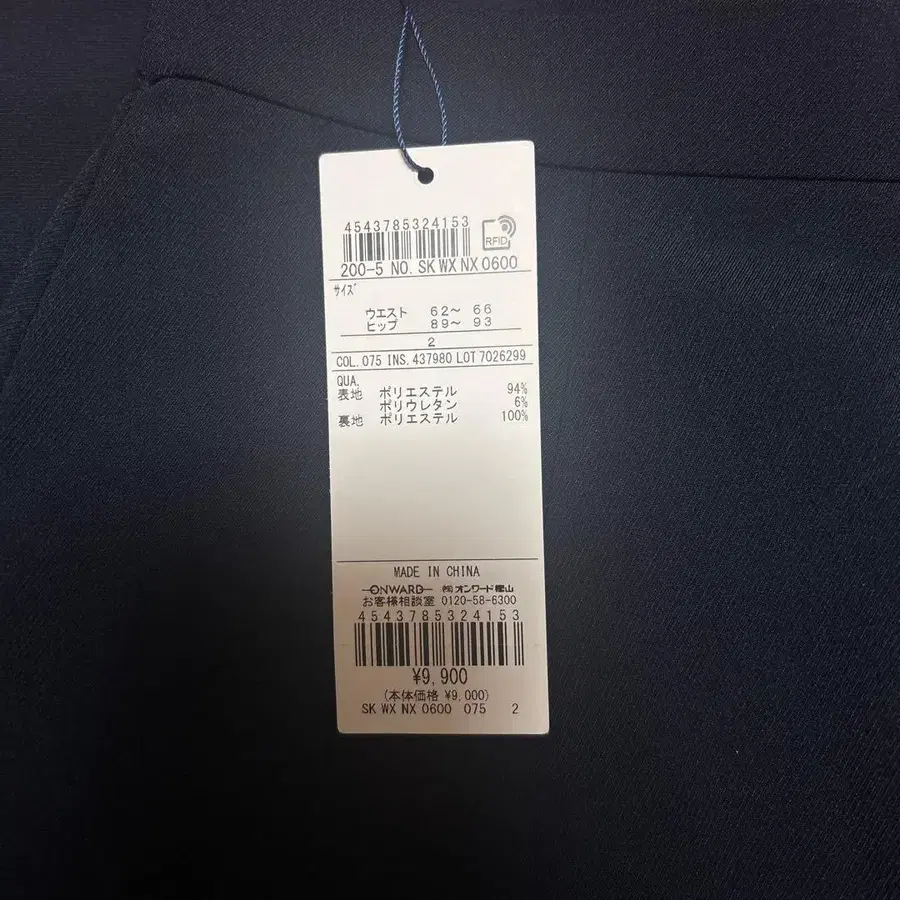 4543785324153
RFID
200-5 NO. SK WX NX 0600
サイズ
ウエスト 62~ 66
ヒップ 89~ 93
2
COL. 075 INS. 437980 LOT 7026299
QUA.
表地 ポリエステル 94%
ポリウレタン 6%
裏地 ポリエステル 100%
MADE IN CHINA
ONWARD ㈱オンワード樫山
お客様相談室 0120-58-6300
4543785324153
¥9,900
(本体価格 ¥9,000)
SK WX NX 0600 075 2